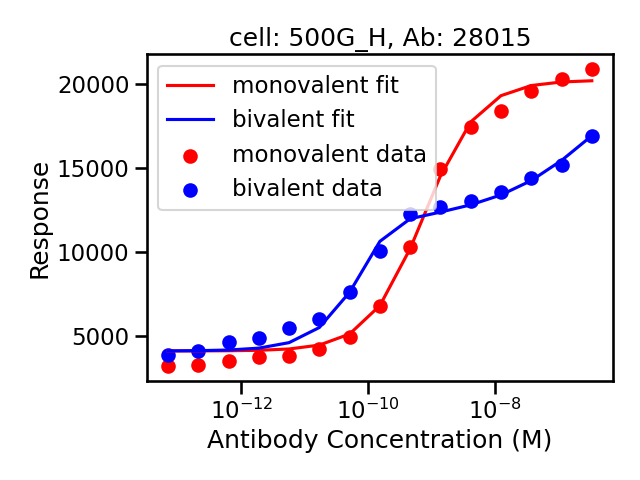 cell: 500G_H, Ab: 28015
monovalent fit
bivalent fit
monovalent data
bivalent data
20000
15000
10000
5000
Response
10⁻¹² 10⁻¹⁰ 10⁻⁸
Antibody Concentration (M)